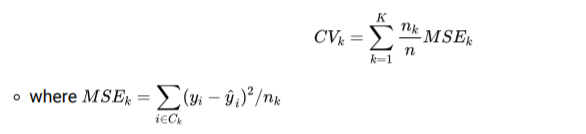 CV_k = \sum_{k=1}^{K} \frac{n_k}{n} MSE_k
∘ where MSE_k = \sum_{i \in C_k} (y_i - \hat{y}_i)^2 / n_k